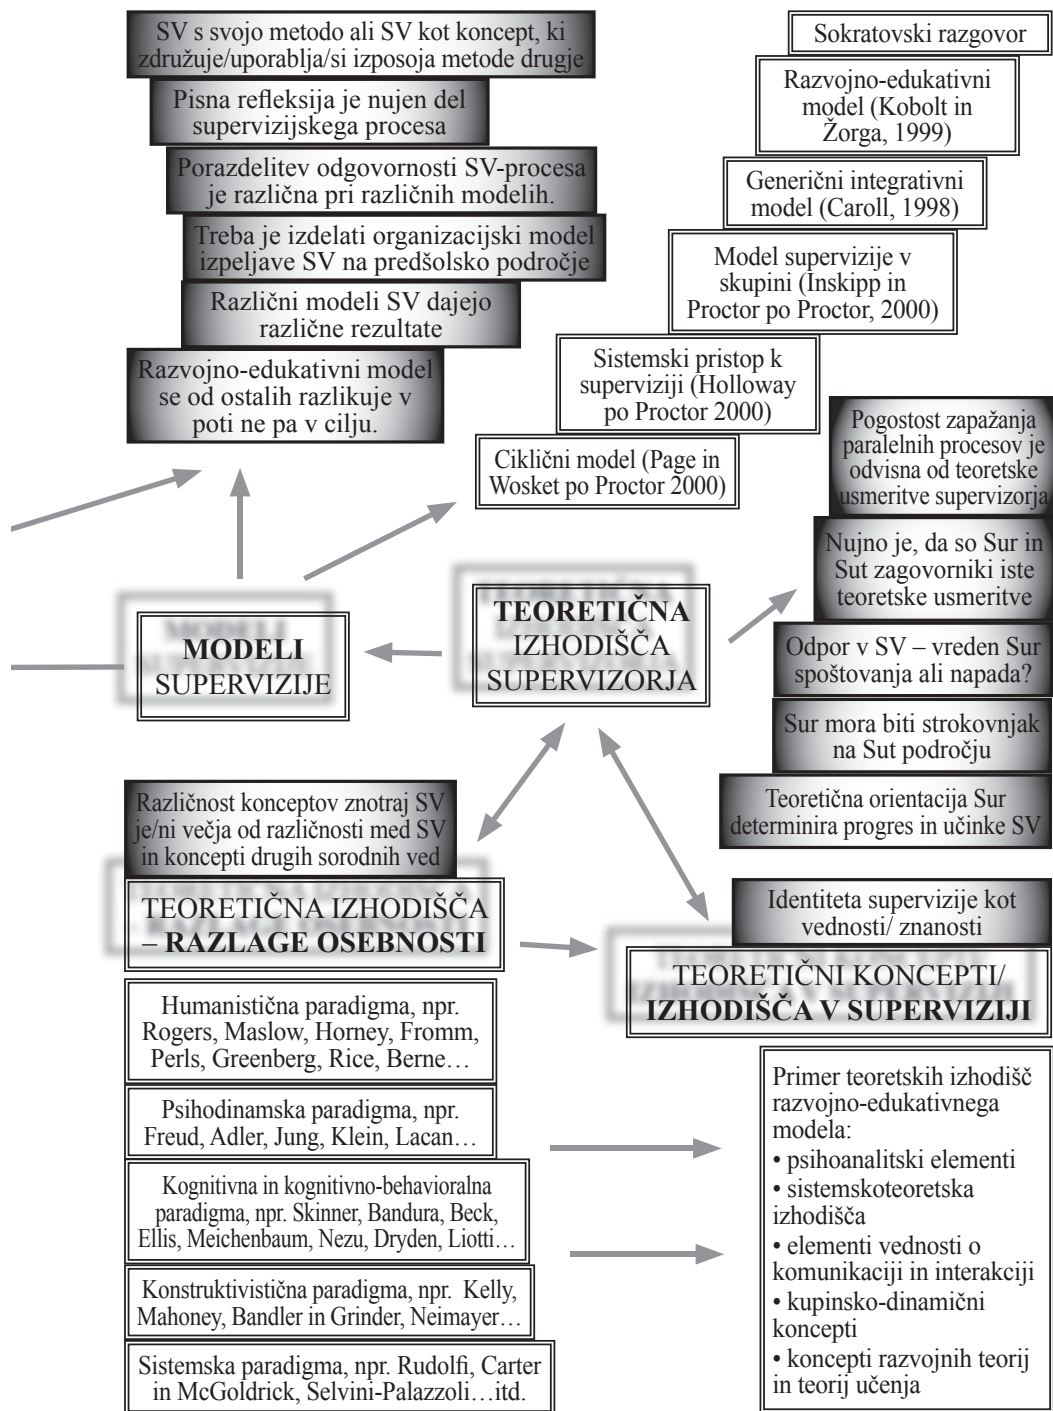 SV s svojo metodo ali SV kot koncept, ki
združuje/uporablja/si izposoja metode drugje
Pisna refleksija je nujen del
supervizijskega procesa
Porazdelitev odgovornosti SV-procesa
je različna pri različnih modelih.
Treba je izdelati organizacijski model
izpeljave SV na predšolsko področje
Različni modeli SV dajejo
različne rezultate
Razvojno-edukativni model
se od ostalih razlikuje v
poti ne pa v cilju.
Sokratovski razgovor
Razvojno-edukativni
model (Kobolt in
Žorga, 1999)
Generični integrativni
model (Caroll, 1998)
Model supervizije v
skupini (Inskipp in
Proctor po Proctor, 2000)
Sistemski pristop k
superviziji (Holloway
po Proctor 2000)
Ciklični model (Page in
Wosket po Proctor 2000)
Pogostost zapažanja
paralelnih procesov je
odvisna od teoretske
usmeritve supervizorja
Nujno je, da so Sur in
Sut zagovorniki iste
teoretske usmeritve
Odpor v SV – vreden Sur
spoštovanja ali napada?
Sur mora biti strokovnjak
na Sut področju
Teoretična orientacija Sur
determinira progres in učinke SV
MODELI
SUPERVIZIJE
TEORETIČNA
IZHODIŠČA
SUPERVIZORJA
Različnost konceptov znotraj SV
je/ni večja od različnosti med SV
in koncepti drugih sorodnih ved
TEORETIČNA IZHODIŠČA
– RAZLAGE OSEBNOSTI
Humanistična paradigma, npr.
Rogers, Maslow, Horney, Fromm,
Perls, Greenberg, Rice, Berne…
Psihodinamska paradigma, npr.
Freud, Adler, Jung, Klein, Lacan…
Kognitivna in kognitivno-behavioralna
paradigma, npr. Skinner, Bandura, Beck,
Ellis, Meichenbaum, Nezu, Dryden, Liotti…
Konstruktivistična paradigma, npr. Kelly,
Mahoney, Bandler in Grinder, Neimayer…
Sistemska paradigma, npr. Rudolfi, Carter
in McGoldrick, Selvini-Palazzoli…itd.
Identiteta supervizije kot
vednosti/ znanosti
TEORETIČNI KONCEPTI/
IZHODIŠČA V SUPERVIZIJI
Primer teoretskih izhodišč
razvojno-edukativnega
modela:
• psihoanalitski elementi
• sistemskoteoretska
izhodišča
• elementi vednosti o
komunikaciji in interakciji
• kupinsko-dinamični
koncepti
• koncepti razvojnih teorij
in teorij učenja